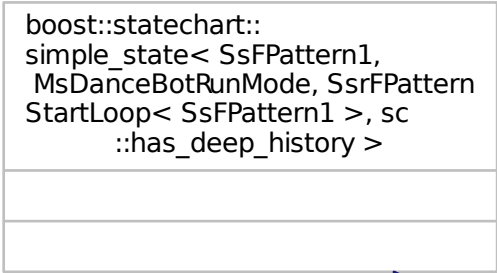 boost::statechart::
simple_state< SsFPattern1,
MsDanceBotRunMode, SsrFPattern
StartLoop< SsFPattern1 >, sc
::has_deep_history >